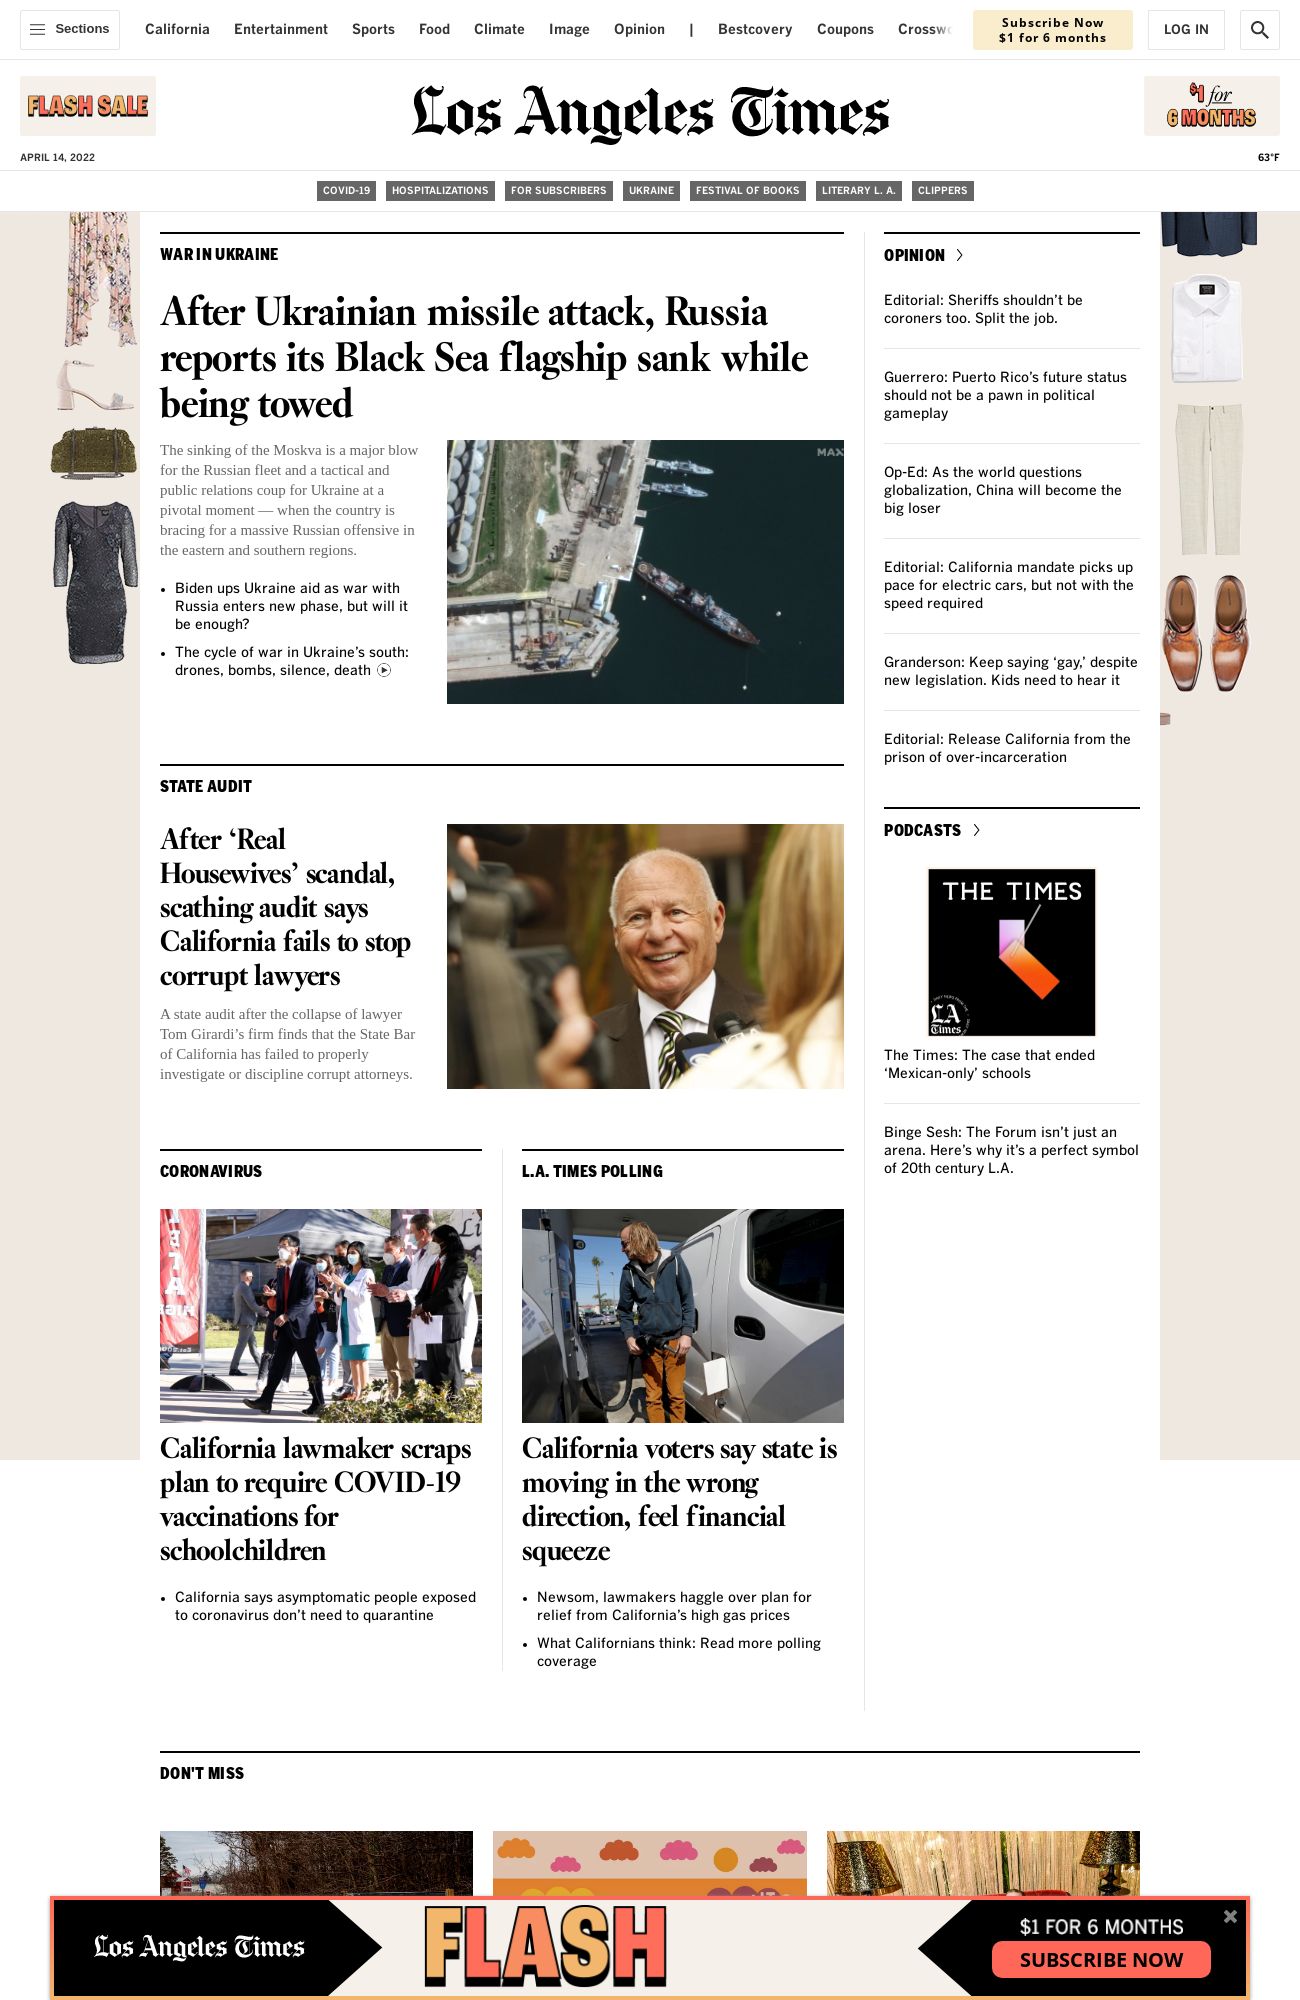 Sections
California Entertainment Sports Food Climate Image Opinion | Bestcovery Coupons Crossw
Subscribe Now
$1 for 6 months
LOG IN
FLASH SALE
Los Angeles Times
$1 for
6 MONTHS
APRIL 14, 2022
63°F
COVID-19 HOSPITALIZATIONS FOR SUBSCRIBERS UKRAINE FESTIVAL OF BOOKS LITERARY L. A. CLIPPERS
WAR IN UKRAINE
After Ukrainian missile attack, Russia
reports its Black Sea flagship sank while
being towed
The sinking of the Moskva is a major blow
for the Russian fleet and a tactical and
public relations coup for Ukraine at a
pivotal moment — when the country is
bracing for a massive Russian offensive in
the eastern and southern regions.
• Biden ups Ukraine aid as war with
Russia enters new phase, but will it
be enough?
• The cycle of war in Ukraine’s south:
drones, bombs, silence, death
MAX
STATE AUDIT
After ‘Real
Housewives’ scandal,
scathing audit says
California fails to stop
corrupt lawyers
A state audit after the collapse of lawyer
Tom Girardi’s firm finds that the State Bar
of California has failed to properly
investigate or discipline corrupt attorneys.
CORONAVIRUS
California lawmaker scraps
plan to require COVID-19
vaccinations for
schoolchildren
• California says asymptomatic people exposed
to coronavirus don’t need to quarantine
L.A. TIMES POLLING
California voters say state is
moving in the wrong
direction, feel financial
squeeze
• Newsom, lawmakers haggle over plan for
relief from California’s high gas prices
• What Californians think: Read more polling
coverage
OPINION
Editorial: Sheriffs shouldn’t be
coroners too. Split the job.
Guerrero: Puerto Rico’s future status
should not be a pawn in political
gameplay
Op-Ed: As the world questions
globalization, China will become the
big loser
Editorial: California mandate picks up
pace for electric cars, but not with the
speed required
Granderson: Keep saying ‘gay,’ despite
new legislation. Kids need to hear it
Editorial: Release California from the
prison of over-incarceration
PODCASTS
THE TIMES
LA
Times
The Times: The case that ended
‘Mexican-only’ schools
Binge Sesh: The Forum isn’t just an
arena. Here’s why it’s a perfect symbol
of 20th century L.A.
DON'T MISS
Los Angeles Times
FLASH
$1 FOR 6 MONTHS
SUBSCRIBE NOW